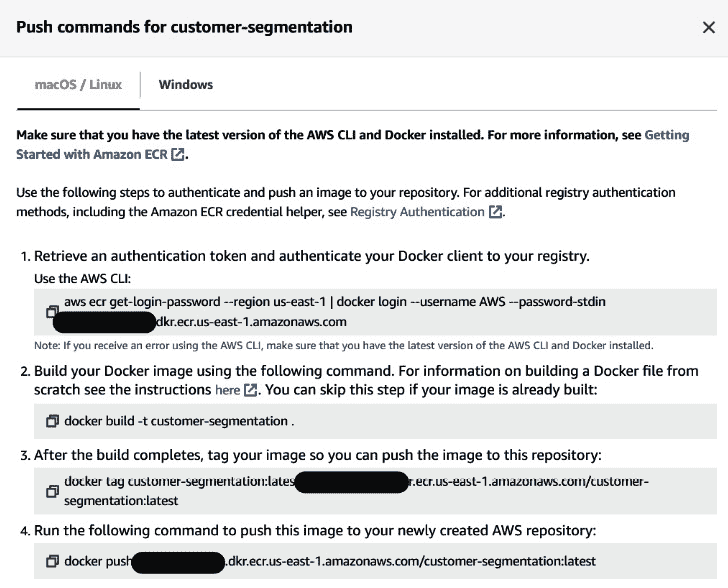 Push commands for customer-segmentation
macOS / Linux
Windows
Make sure that you have the latest version of the AWS CLI and Docker installed. For more information, see Getting
Started with Amazon ECR.
Use the following steps to authenticate and push an image to your repository. For additional registry authentication
methods, including the Amazon ECR credential helper, see Registry Authentication.
1. Retrieve an authentication token and authenticate your Docker client to your registry.
Use the AWS CLI:
aws ecr get-login-password --region us-east-1 | docker login --username AWS --password-stdin
dkr.ecr.us-east-1.amazonaws.com
Note: If you receive an error using the AWS CLI, make sure that you have the latest version of the AWS CLI and Docker installed.
2. Build your Docker image using the following command. For information on building a Docker file from
scratch see the instructions here. You can skip this step if your image is already built:
docker build -t customer-segmentation .
3. After the build completes, tag your image so you can push the image to this repository:
docker tag customer-segmentation:lates r.ecr.us-east-1.amazonaws.com/customer-
segmentation:latest
4. Run the following command to push this image to your newly created AWS repository:
docker push .dkr.ecr.us-east-1.amazonaws.com/customer-segmentation:latest